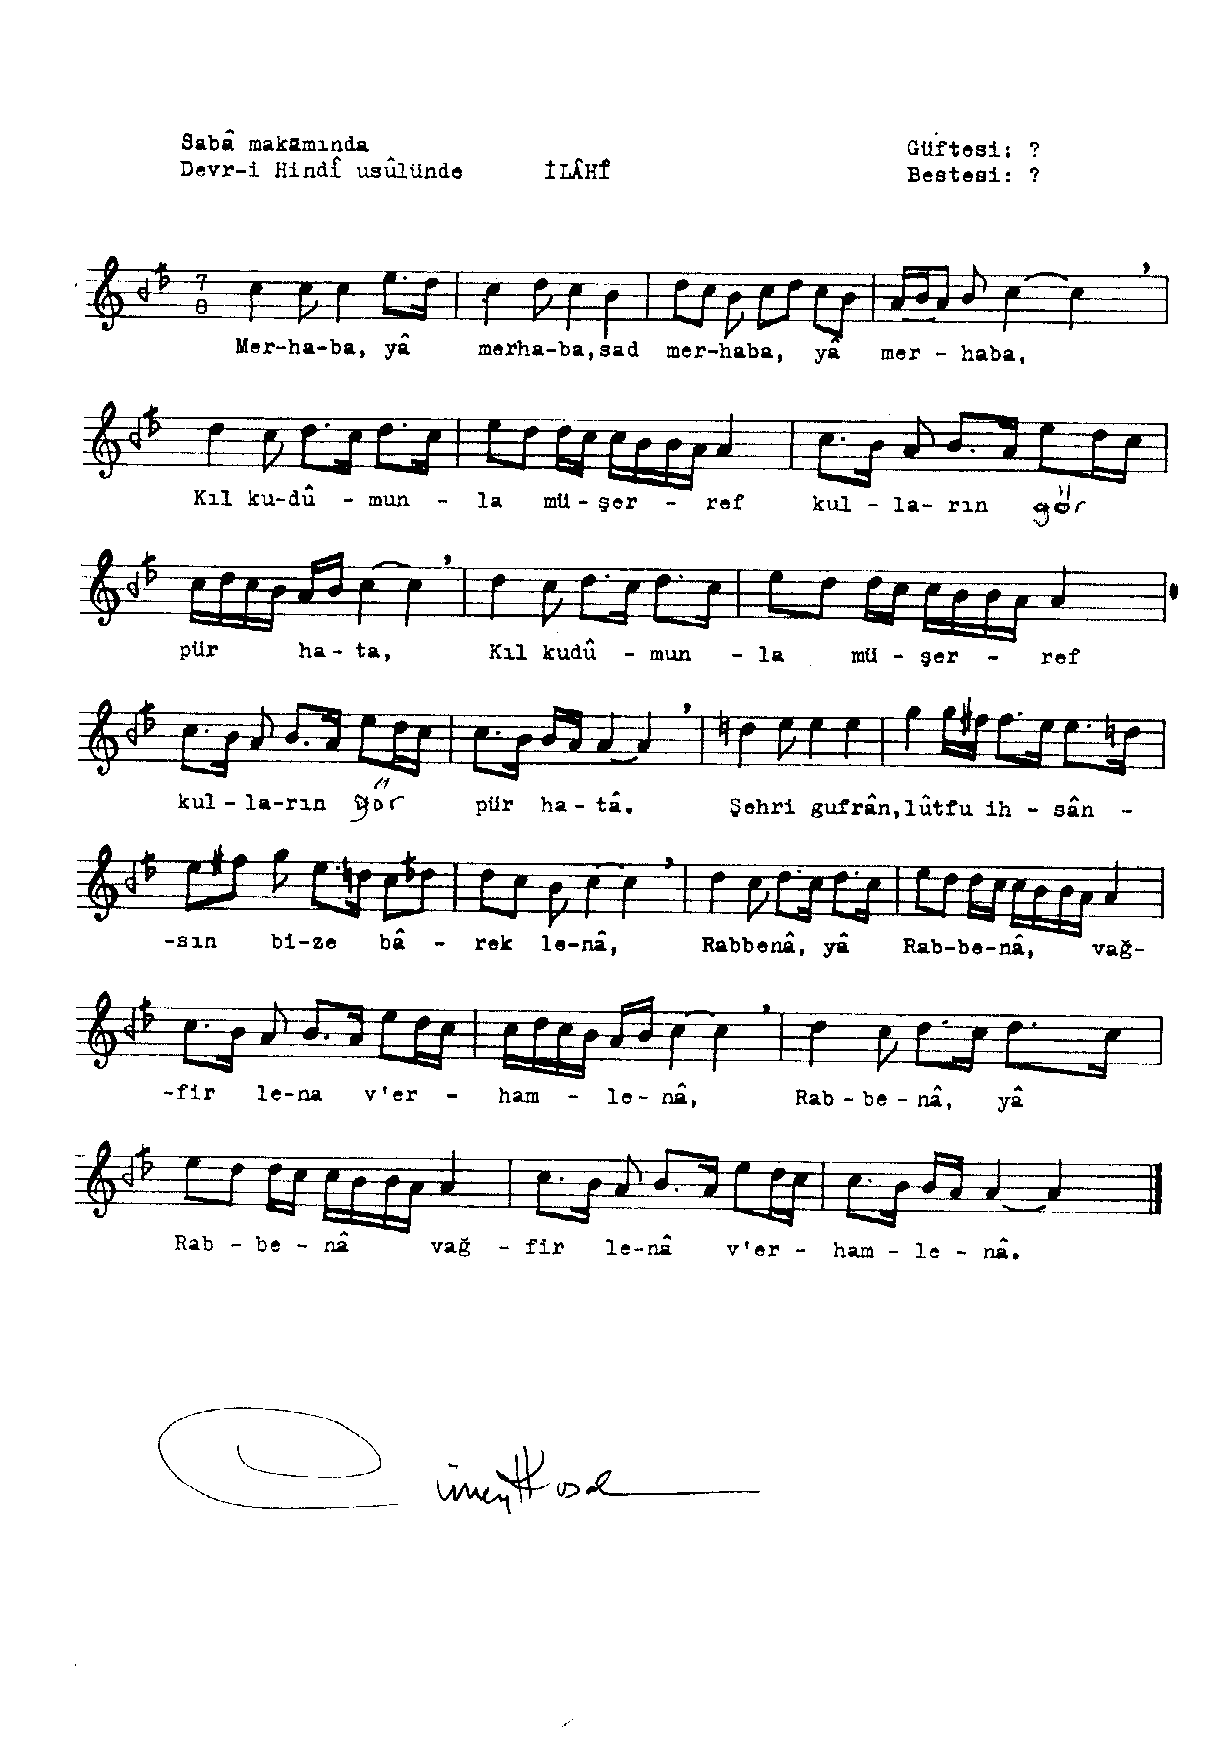 Sabâ makamında
Devr-i Hindî usûlünde İLÂHÎ
Güftesi: ?
Bestesi: ?
7
8
Mer-ha-ba, yâ merha-ba, sad mer-haba, yâ mer - haba,
Kıl ku-dû - mun - la mü - şer - ref kul - la- rın gör
pür ha - ta, Kıl kudû - mun - la mü - şer - ref
kul - la-rın gör pür ha - tâ. Şehri gufrân, lûtfu ih - sân -
-sın bi-ze bâ - rek le-nâ, Rabbenâ, yâ Rab-be-nâ, vağ-
-fir le-na v'er - ham - le- nâ, Rab - be - nâ, yâ
Rab - be - nâ vağ - fir le-nâ v'er - ham - le - nâ.